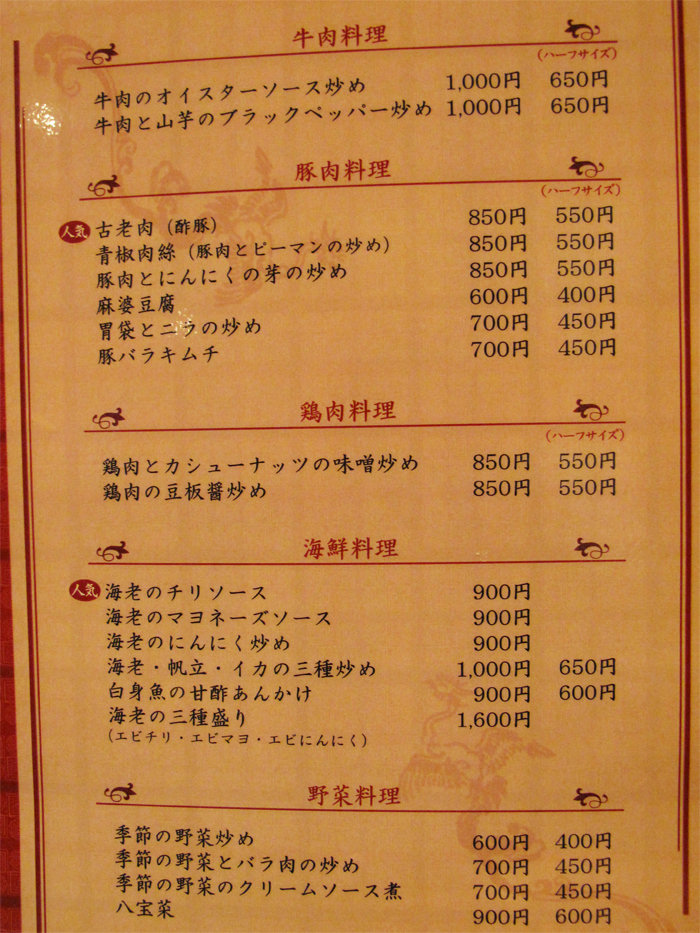 牛肉料理
(ハーフサイズ)
牛肉のオイスターソース炒め 1,000円 650円
牛肉と山芋のブラックペッパー炒め 1,000円 650円
豚肉料理
(ハーフサイズ)
人気 古老肉(酢豚) 850円 550円
青椒肉絲(豚肉とピーマンの炒め) 850円 550円
豚肉とにんにくの芽の炒め 850円 550円
麻婆豆腐 600円 400円
胃袋とニラの炒め 700円 450円
豚バラキムチ 700円 450円
鶏肉料理
(ハーフサイズ)
鶏肉とカシューナッツの味噌炒め 850円 550円
鶏肉の豆板醤炒め 850円 550円
海鮮料理
人気 海老のチリソース 900円
海老のマヨネーズソース 900円
海老のにんにく炒め 900円
海老・帆立・イカの三種炒め 1,000円 650円
白身魚の甘酢あんかけ 900円 600円
海老の三種盛り 1,600円
(エビチリ・エビマヨ・エビにんにく)
野菜料理
季節の野菜炒め 600円 400円
季節の野菜とバラ肉の炒め 700円 450円
季節の野菜のクリームソース煮 700円 450円
八宝菜 900円 600円